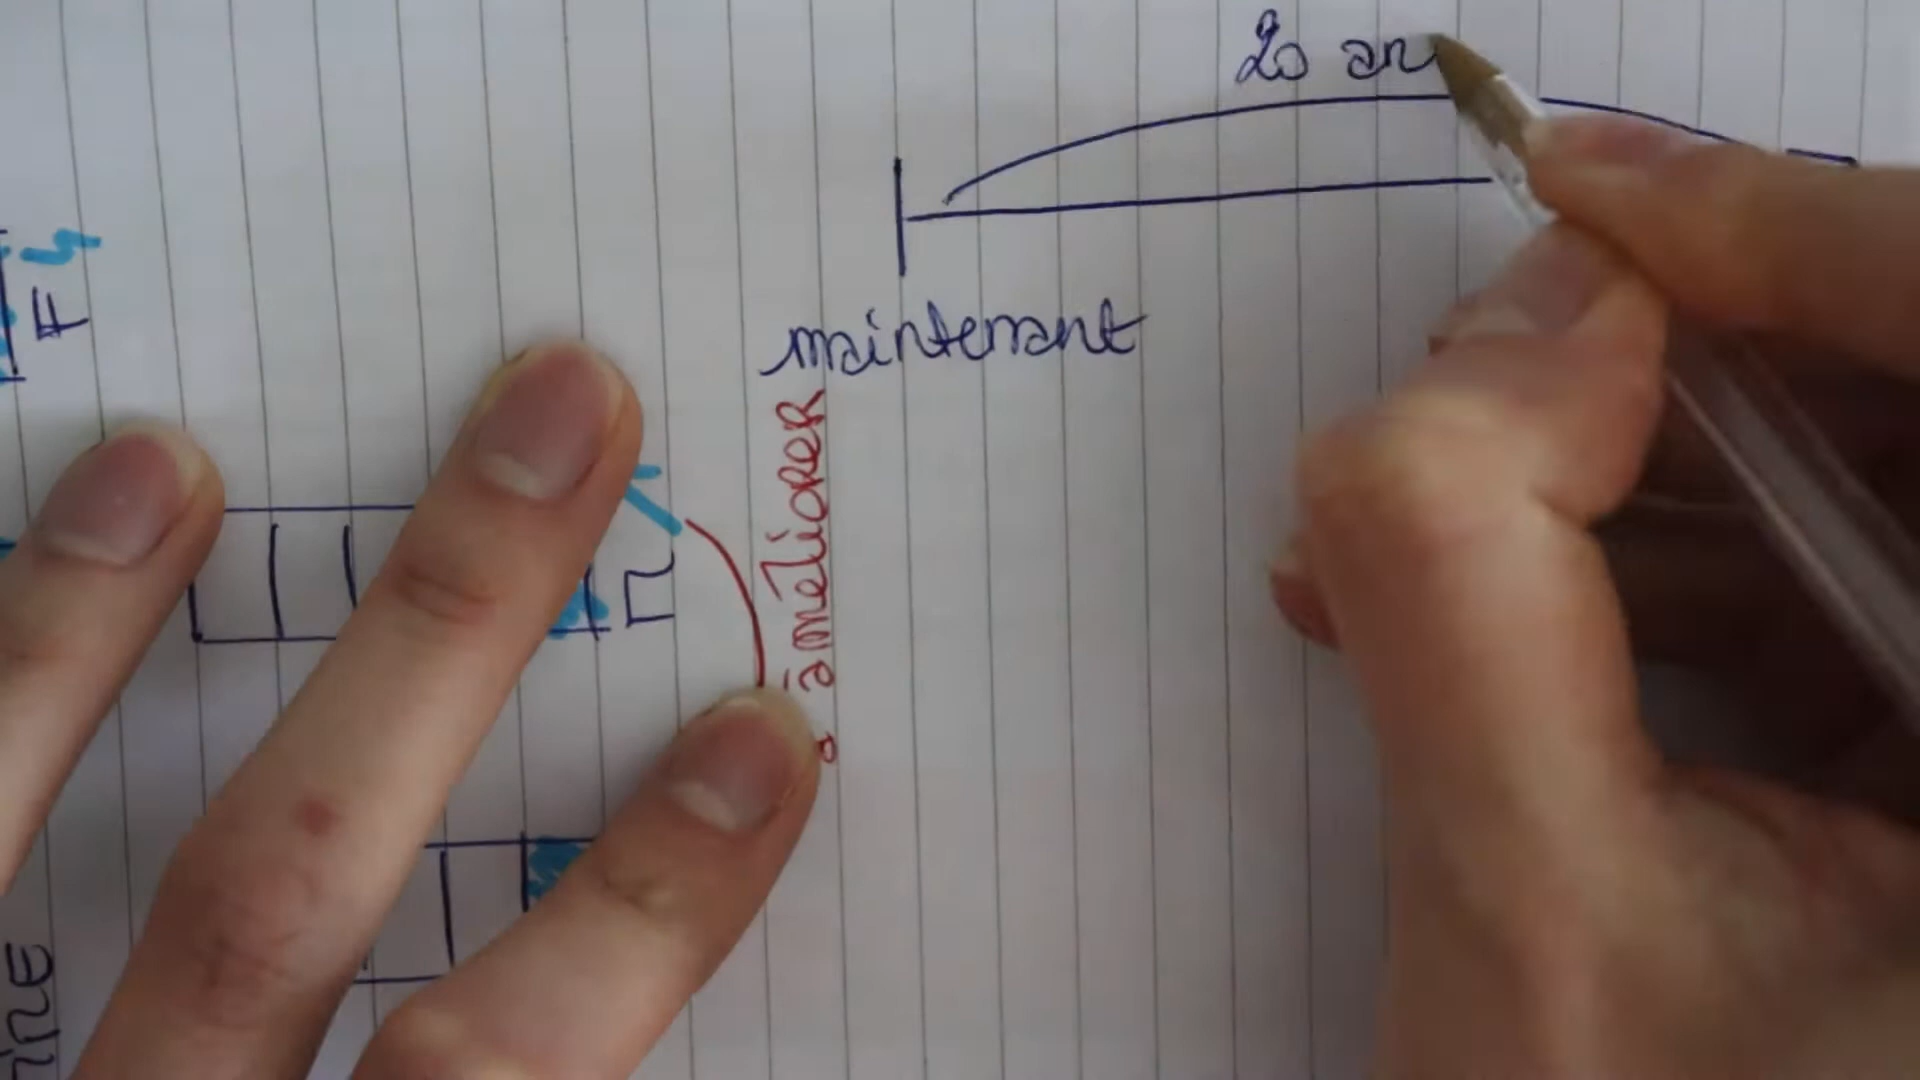 20 an
maintenant
à améliorer
F
M